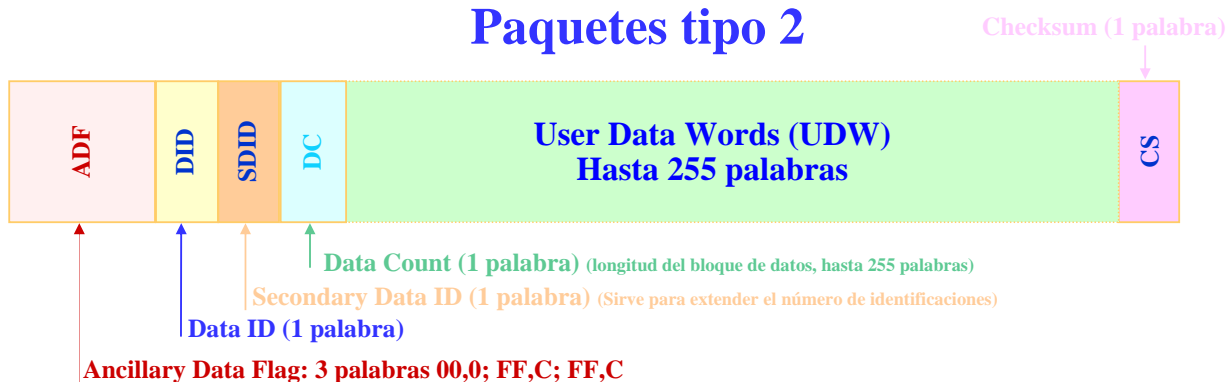 Paquetes tipo 2
Checksum (1 palabra)
ADF
DID
SDID
DC
User Data Words (UDW)
Hasta 255 palabras
CS
Data Count (1 palabra) (longitud del bloque de datos, hasta 255 palabras)
Secondary Data ID (1 palabra) (Sirve para extender el número de identificaciones)
Data ID (1 palabra)
Ancillary Data Flag: 3 palabras 00,0; FF,C; FF,C